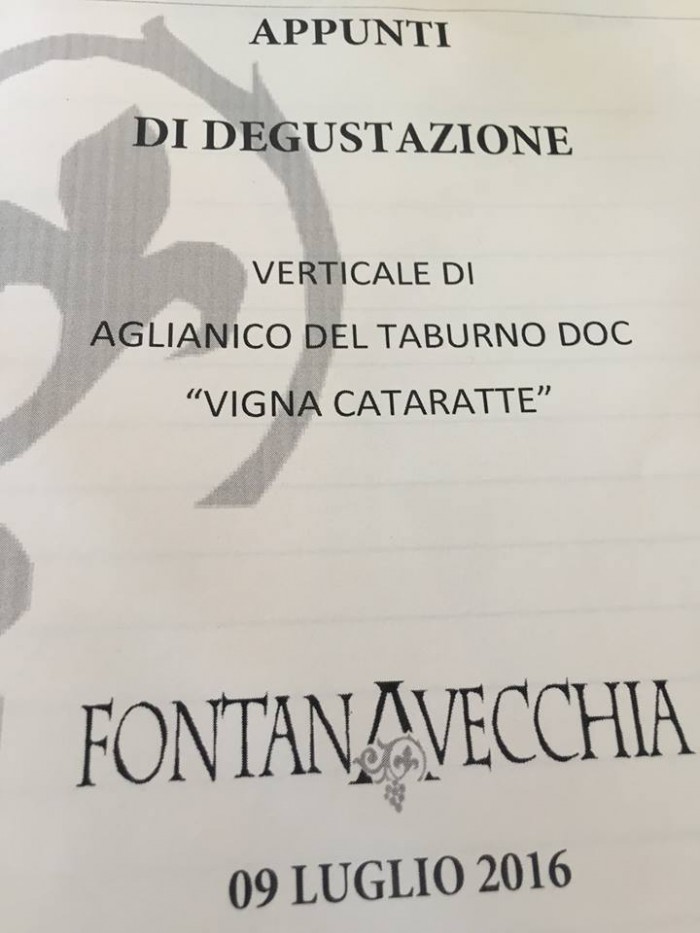 APPUNTI
DI DEGUSTAZIONE
VERTICALE DI
AGLIANICO DEL TABURNO DOC
“VIGNA CATARATTE”
FONTANAVECCHIA
09 LUGLIO 2016